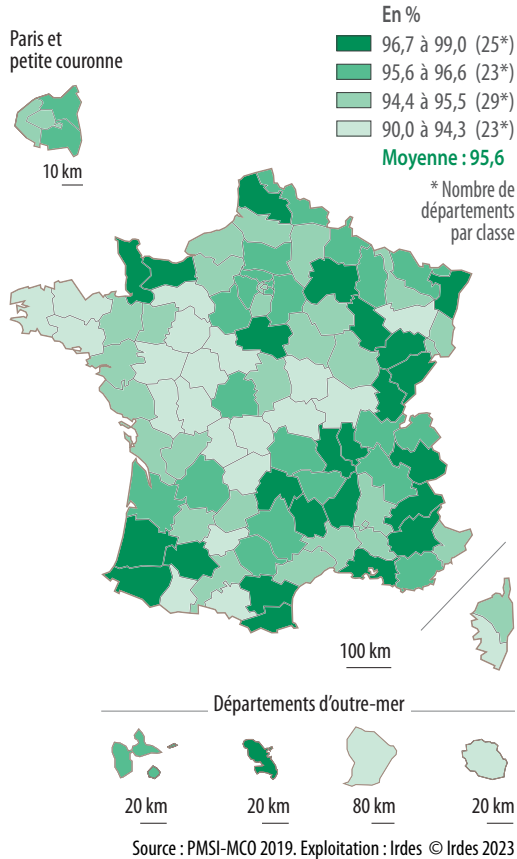 Paris et
petite couronne
10 km
En %
96,7 à 99,0 (25*)
95,6 à 96,6 (23*)
94,4 à 95,5 (29*)
90,0 à 94,3 (23*)
Moyenne : 95,6
* Nombre de
départements
par classe
100 km
Départements d'outre-mer
20 km
20 km
80 km
20 km
Source : PMSI-MCO 2019. Exploitation : Irdes © Irdes 2023